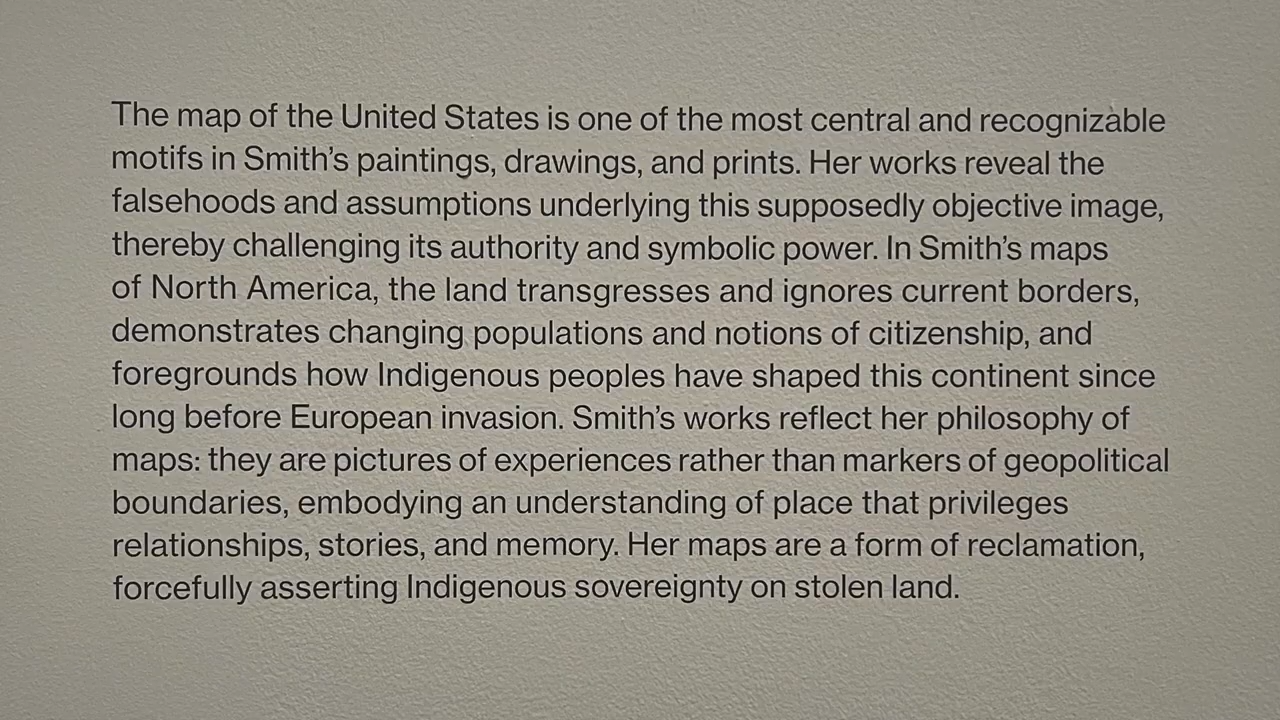 The map of the United States is one of the most central and recognizable
motifs in Smith’s paintings, drawings, and prints. Her works reveal the
falsehoods and assumptions underlying this supposedly objective image,
thereby challenging its authority and symbolic power. In Smith’s maps
of North America, the land transgresses and ignores current borders,
demonstrates changing populations and notions of citizenship, and
foregrounds how Indigenous peoples have shaped this continent since
long before European invasion. Smith’s works reflect her philosophy of
maps: they are pictures of experiences rather than markers of geopolitical
boundaries, embodying an understanding of place that privileges
relationships, stories, and memory. Her maps are a form of reclamation,
forcefully asserting Indigenous sovereignty on stolen land.